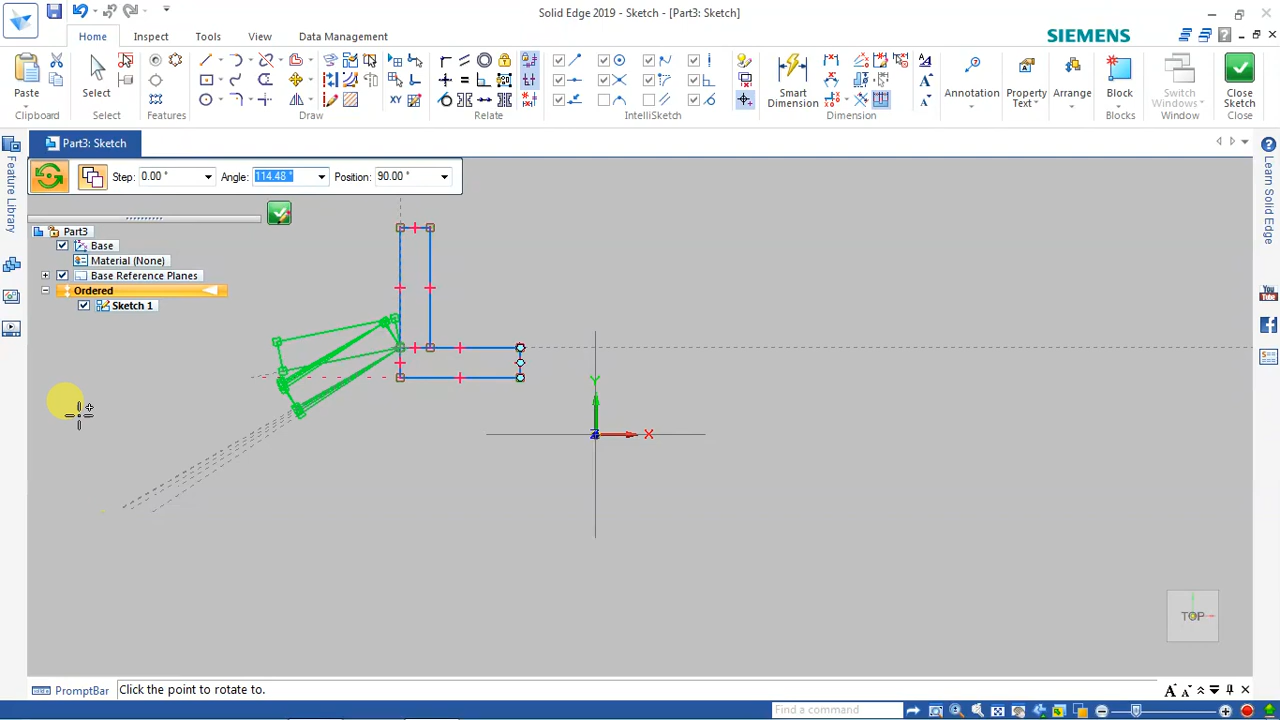 Solid Edge 2019 - Sketch - [Part3: Sketch]
Home Inspect Tools View Data Management
SIEMENS
Paste
Select
Smart
Dimension
Annotation
Property
Text
Arrange
Block
Switch
Windows
Close
Sketch
Clipboard Select Features Draw Relate IntelliSketch Dimension Blocks Window Close
Part3: Sketch
Step: 0.00 ° Angle: 114.48 ° Position: 90.00 °
Part3
Base
Material (None)
Base Reference Planes
Ordered
Sketch 1
Feature Library
Learn Solid Edge
You
Tube
Y
X
TOP
PromptBar Click the point to rotate to.
Find a command